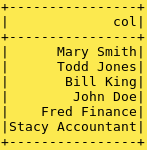 +----------------+
|             col|
+----------------+
|      Mary Smith|
|      Todd Jones|
|       Bill King|
|        John Doe|
|    Fred Finance|
|Stacy Accountant|
+----------------+